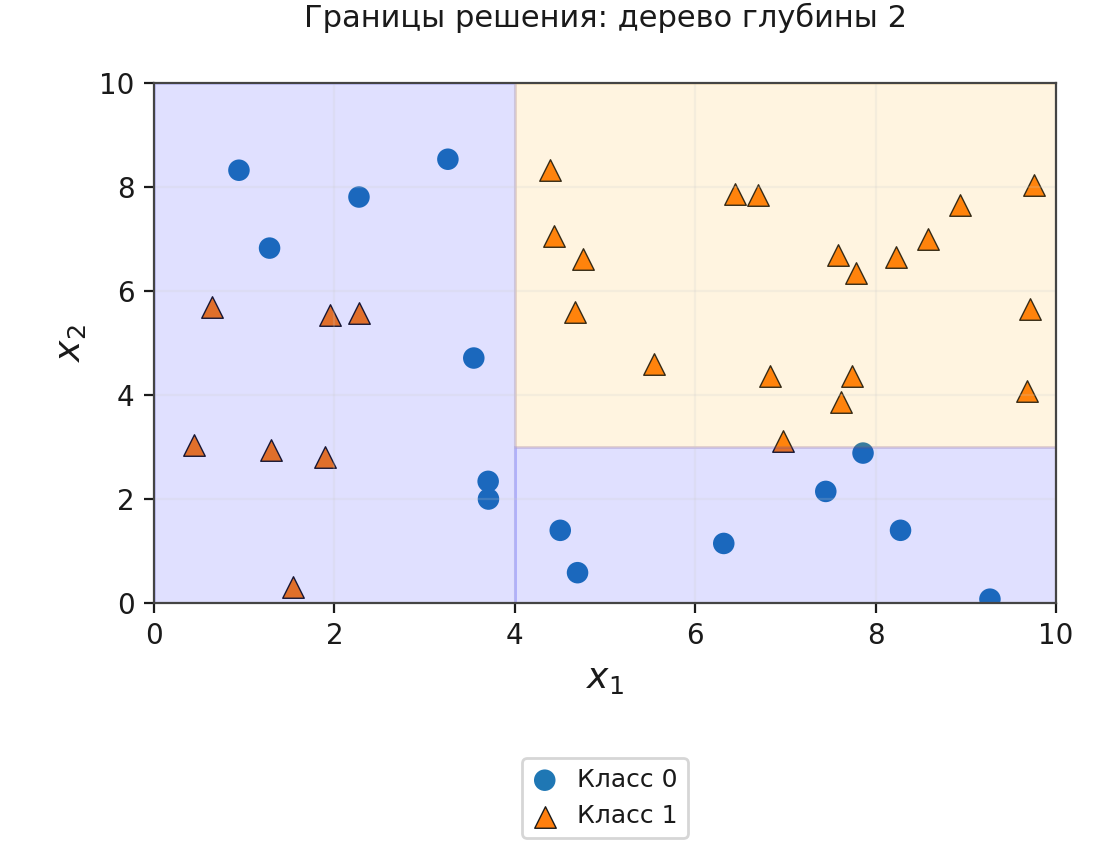 Границы решения: дерево глубины 2
10
8
6
4
2
0
x₂
0 2 4 6 8 10
x₁
Класс 0
Класс 1